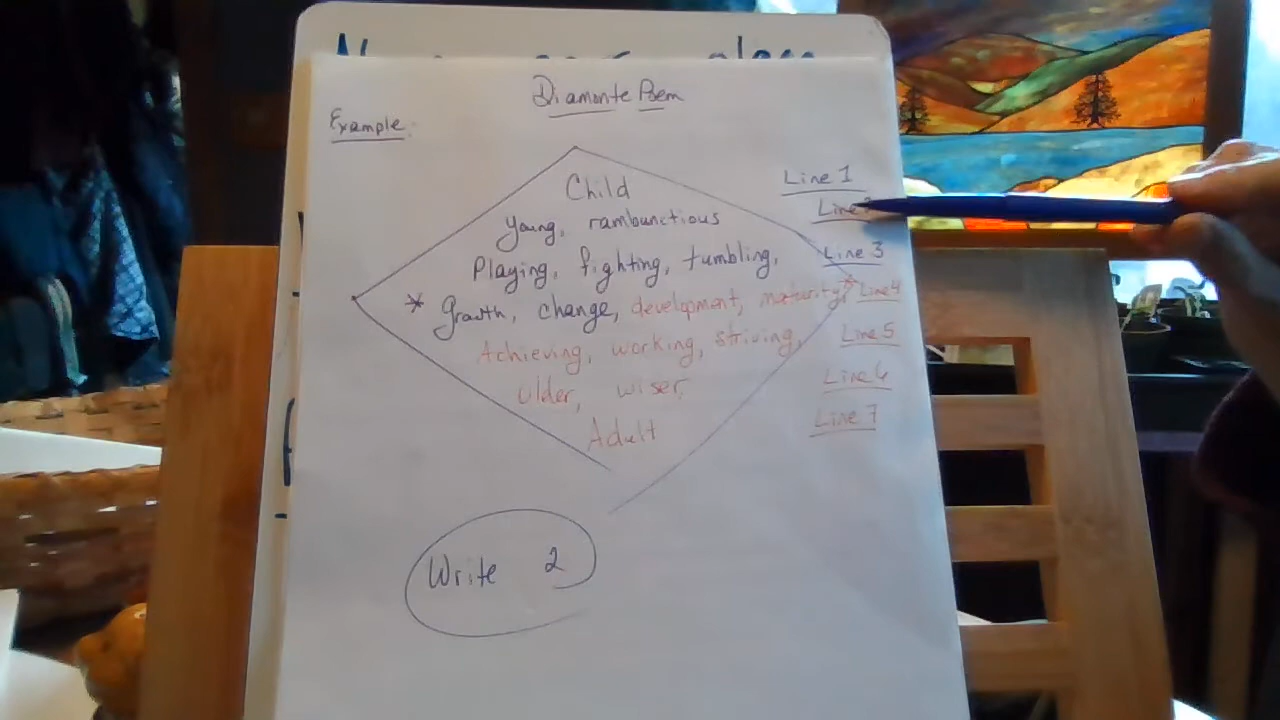 Diamonte Poem
Example
Child Line 1
Young, rambunctious Line
Playing, fighting, tumbling, Line 3
* Growth, change, development, maturity, * Line 4
Achieving, working, striving, Line 5
Older, wiser, Line 6
Adult Line 7
Write 2